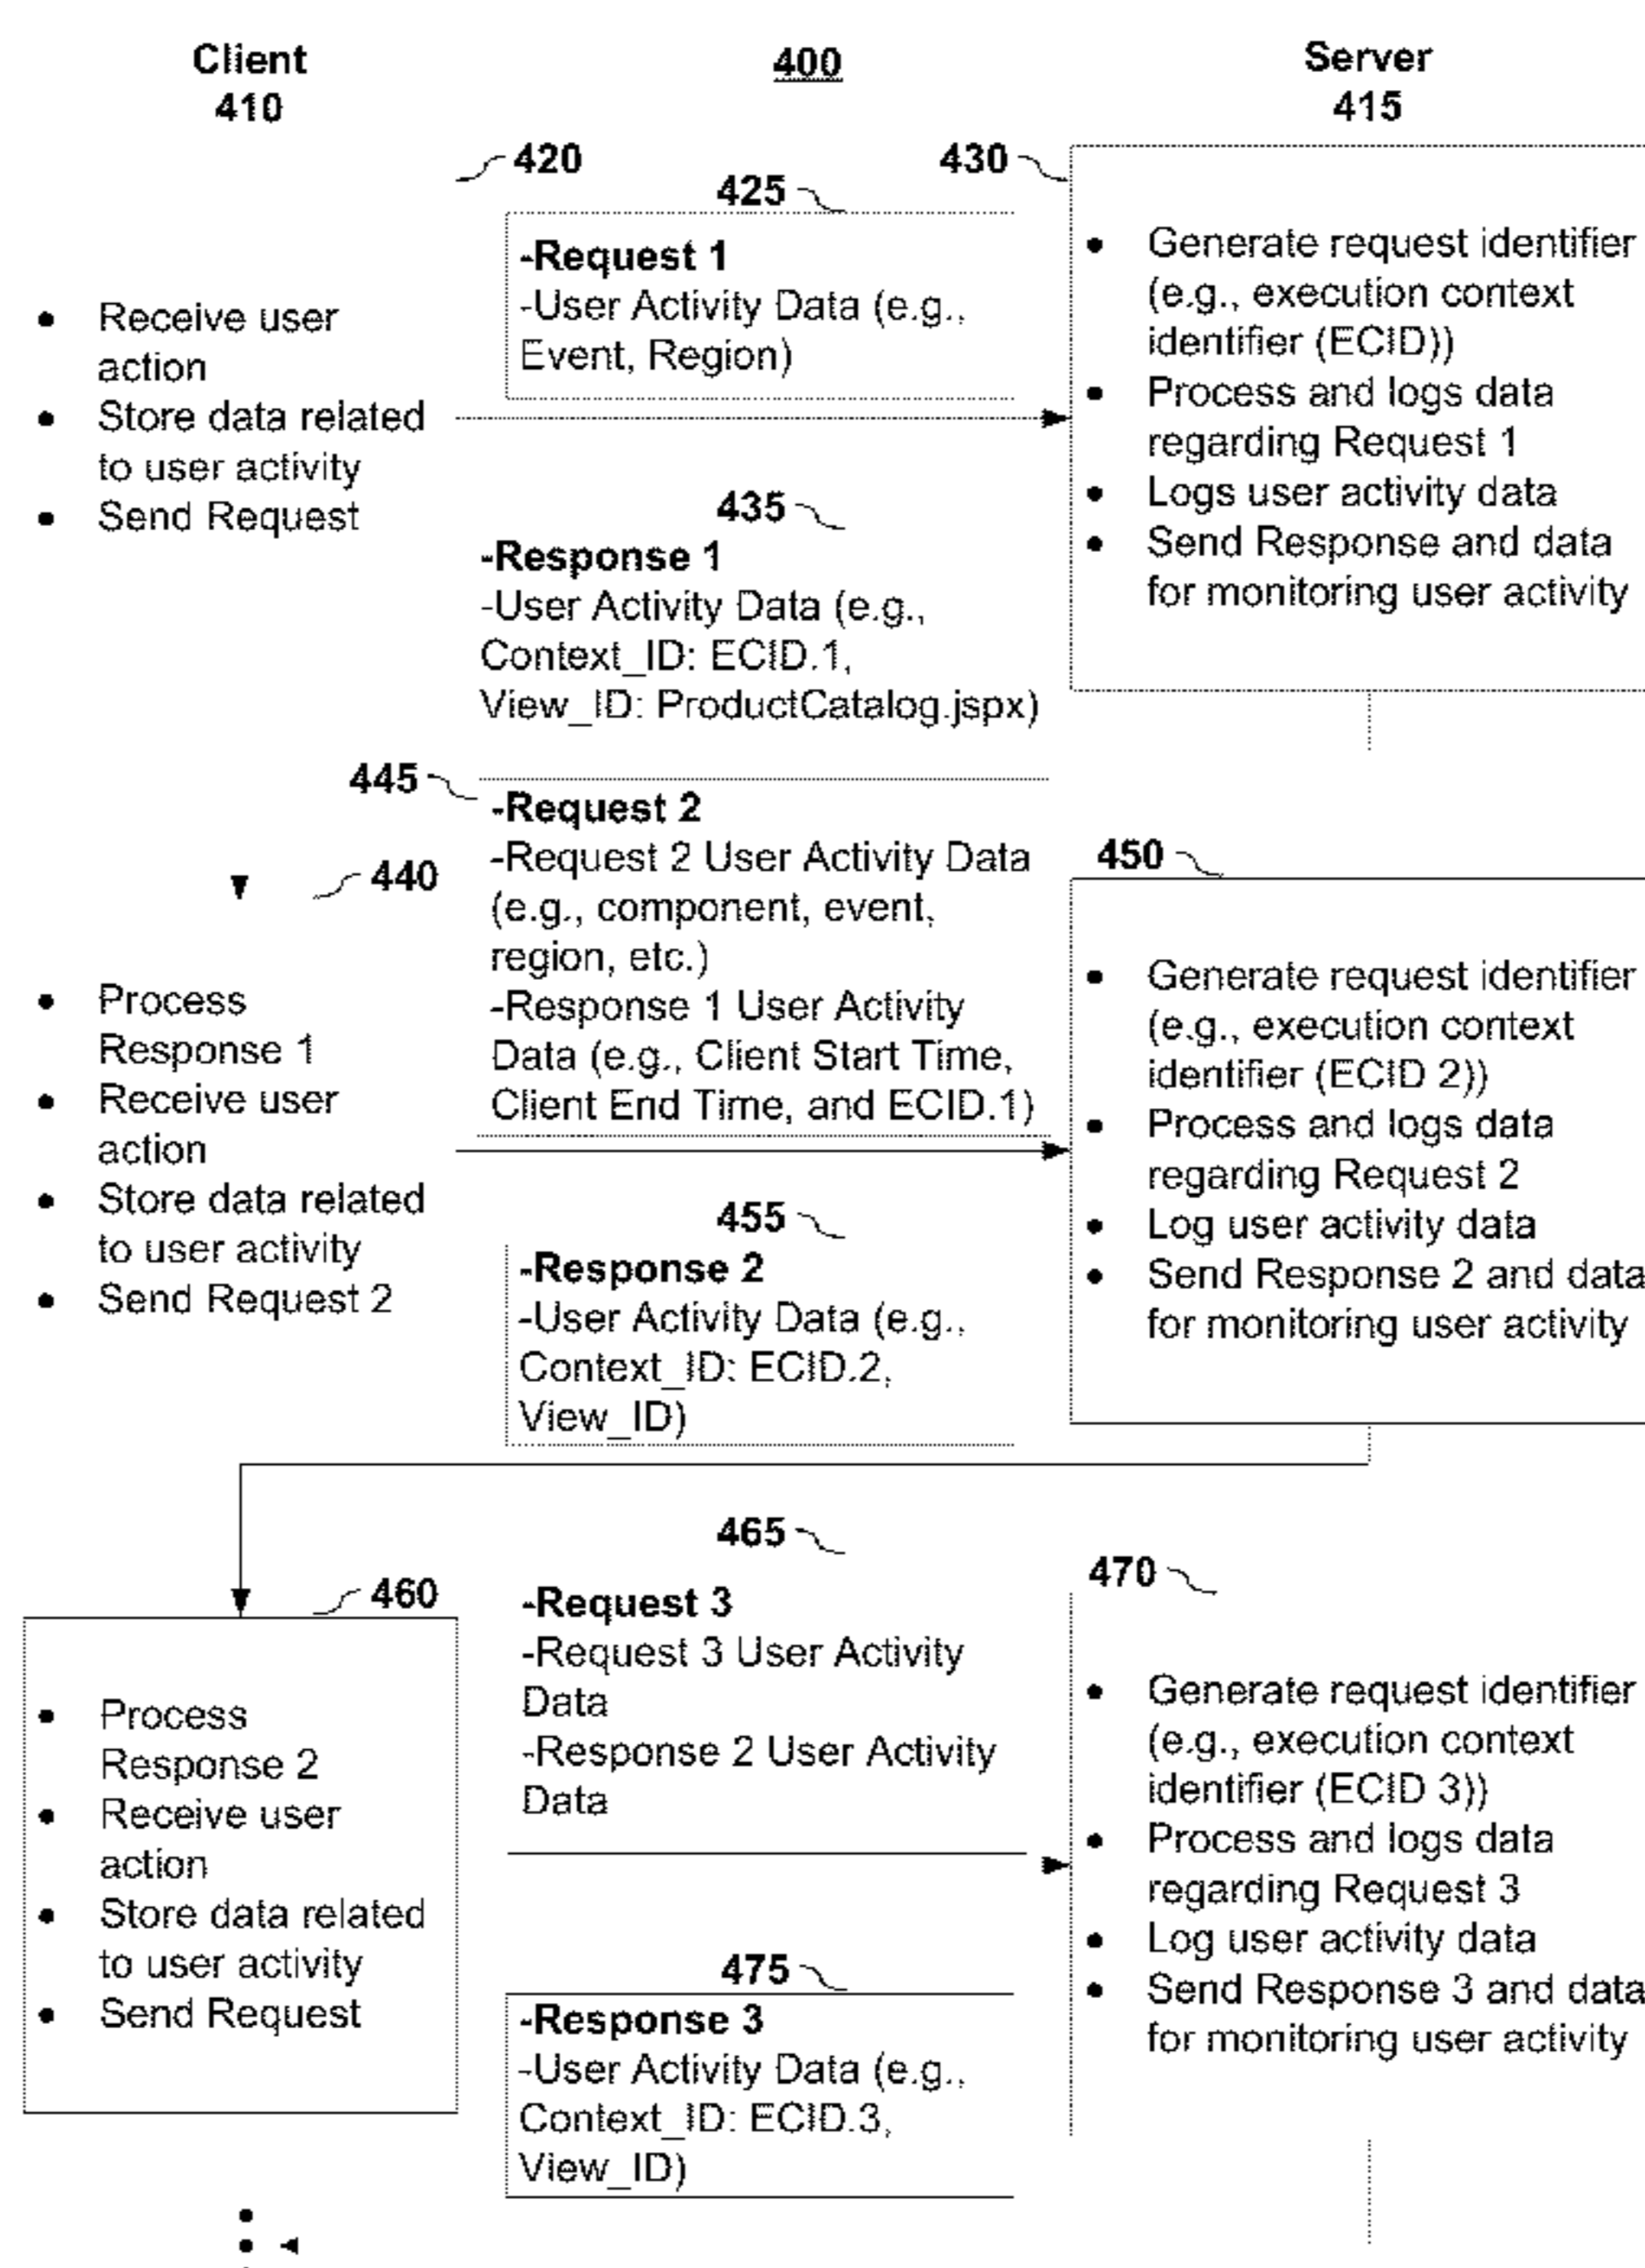 Client
410
400
Server
415
420
425
430
-Request 1
-User Activity Data (e.g.,
Event, Region)
• Receive user
action
• Store data related
to user activity
• Send Request
• Generate request identifier
(e.g., execution context
identifier (ECID))
• Process and logs data
regarding Request 1
• Logs user activity data
• Send Response and data
for monitoring user activity
435
-Response 1
-User Activity Data (e.g.,
Context_ID: ECID.1,
View_ID: ProductCatalog.jspx)
445
-Request 2
-Request 2 User Activity Data
(e.g., component, event,
region, etc.)
-Response 1 User Activity
Data (e.g., Client Start Time,
Client End Time, and ECID.1)
440
• Process
Response 1
• Receive user
action
• Store data related
to user activity
• Send Request 2
450
• Generate request identifier
(e.g., execution context
identifier (ECID 2))
• Process and logs data
regarding Request 2
• Log user activity data
• Send Response 2 and data
for monitoring user activity
455
-Response 2
-User Activity Data (e.g.,
Context_ID: ECID.2,
View_ID)
460
• Process
Response 2
• Receive user
action
• Store data related
to user activity
• Send Request
465
-Request 3
-Request 3 User Activity
Data
-Response 2 User Activity
Data
470
• Generate request identifier
(e.g., execution context
identifier (ECID 3))
• Process and logs data
regarding Request 3
• Log user activity data
• Send Response 3 and data
for monitoring user activity
475
-Response 3
-User Activity Data (e.g.,
Context_ID: ECID.3,
View_ID)